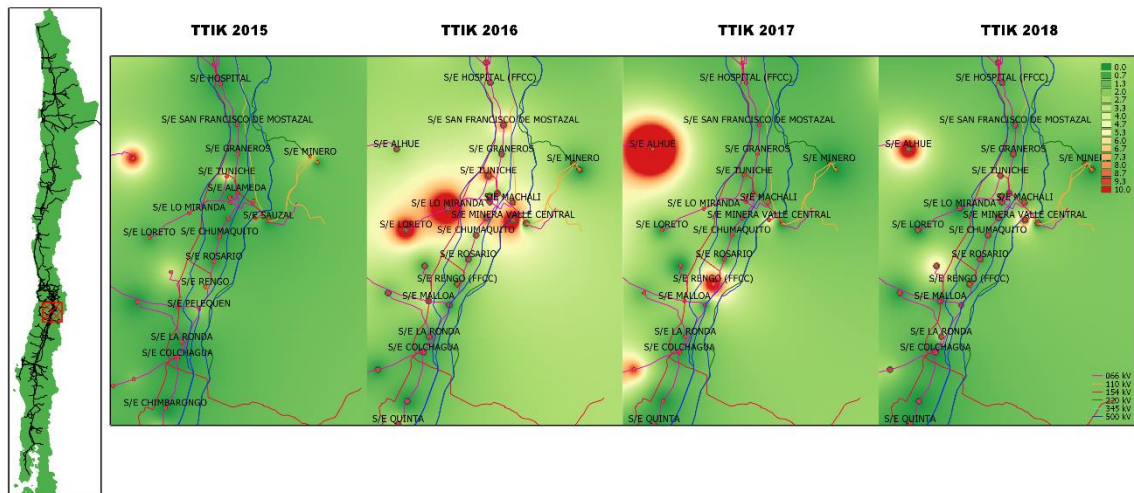 TTIK 2015
TTIK 2016
TTIK 2017
TTIK 2018
S/E HOSPITAL
S/E SAN FRANCISCO DE MOSTAZAL
S/E GRANEROS
S/E MINERO
S/E TUNICHE
S/E ALAMEDA
S/E LO MIRANDA
S/E SAUZAL
S/E LORETO
S/E CHUMAQUITO
S/E ROSARIO
S/E RENGO
S/E PELEQUEN
S/E LA RONDA
S/E COLCHAGUA
S/E CHIMBARONGO
S/E HOSPITAL (FFCC)
S/E SAN FRANCISCO DE MOSTAZAL
S/E ALHUE
S/E GRANEROS
S/E MINERO
S/E TUNICHE
S/E MACHALI
S/E LO MIRANDA
S/E MINERA VALLE CENTRAL
S/E LORETO
S/E CHUMAQUITO
S/E ROSARIO
S/E RENGO (FFCC)
S/E MALLOA
S/E LA RONDA
S/E COLCHAGUA
S/E QUINTA
S/E HOSPITAL (FFCC)
S/E SAN FRANCISCO DE MOSTAZAL
S/E ALHUE
S/E GRANEROS
S/E MINERO
S/E TUNICHE
S/E MACHALI
S/E LO MIRANDA
S/E MINERA VALLE CENTRAL
S/E LORETO
S/E CHUMAQUITO
S/E ROSARIO
S/E RENGO (FFCC)
S/E MALLOA
S/E LA RONDA
S/E COLCHAGUA
S/E QUINTA
S/E HOSPITAL (FFCC)
S/E SAN FRANCISCO DE MOSTAZAL
S/E ALHUE
S/E GRANEROS
S/E MINERO
S/E TUNICHE
S/E MACHALI
S/E LO MIRANDA
S/E MINERA VALLE CENTRAL
S/E LORETO
S/E CHUMAQUITO
S/E ROSARIO
S/E RENGO (FFCC)
S/E MALLOA
S/E LA RONDA
S/E COLCHAGUA
S/E QUINTA
0.0
0.7
1.3
2.0
2.7
3.3
4.0
4.7
5.3
6.0
6.7
7.3
8.0
8.7
9.3
10.0
066 kV
110 kV
154 kV
220 kV
345 kV
500 kV